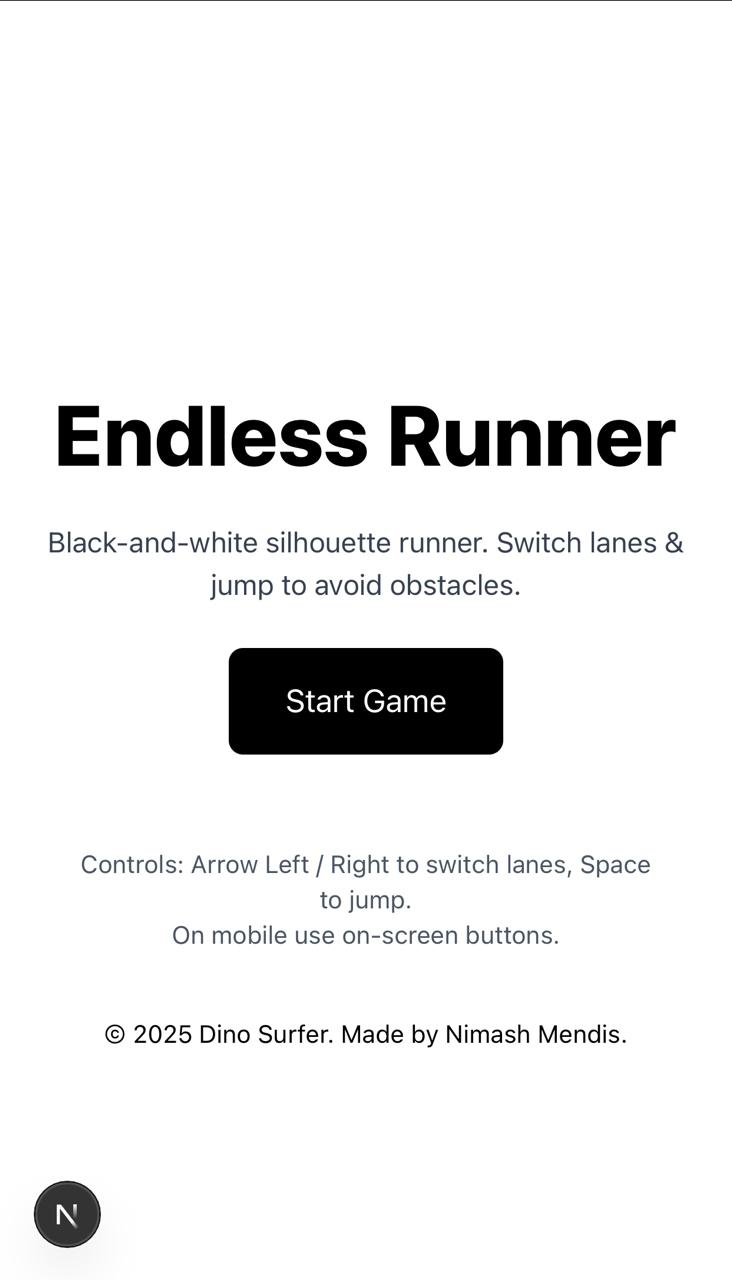 Endless Runner
Black-and-white silhouette runner. Switch lanes &
jump to avoid obstacles.
Start Game
Controls: Arrow Left / Right to switch lanes, Space
to jump.
On mobile use on-screen buttons.
© 2025 Dino Surfer. Made by Nimash Mendis.
N